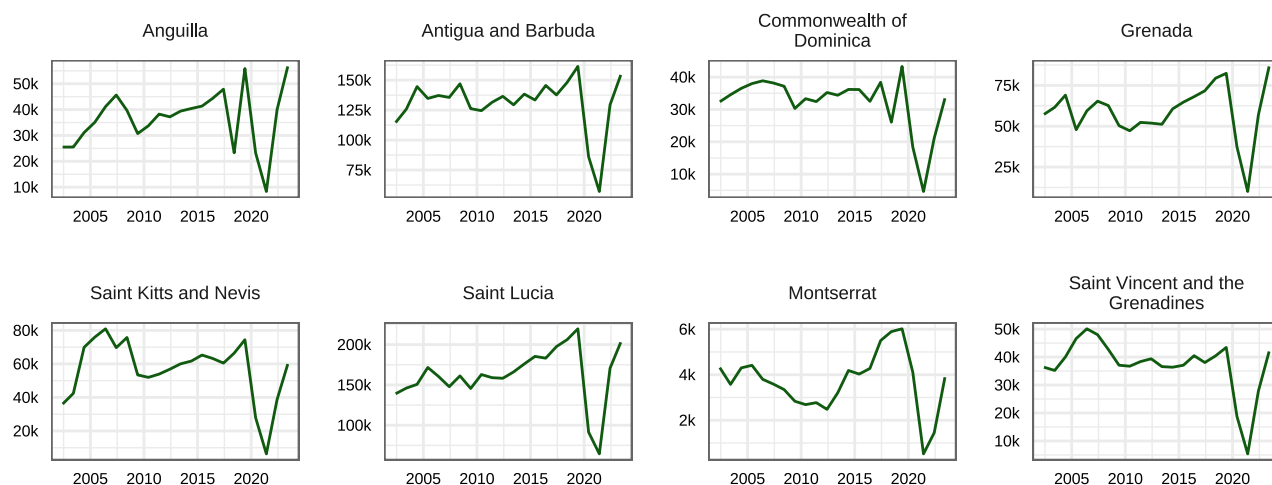 Anguilla
50k
40k
30k
20k
10k
2005 2010 2015 2020
Antigua and Barbuda
150k
125k
100k
75k
2005 2010 2015 2020
Commonwealth of
Dominica
40k
30k
20k
10k
2005 2010 2015 2020
Grenada
75k
50k
25k
2005 2010 2015 2020
Saint Kitts and Nevis
80k
60k
40k
20k
2005 2010 2015 2020
Saint Lucia
200k
150k
100k
2005 2010 2015 2020
Montserrat
6k
4k
2k
2005 2010 2015 2020
Saint Vincent and the
Grenadines
50k
40k
30k
20k
10k
2005 2010 2015 2020